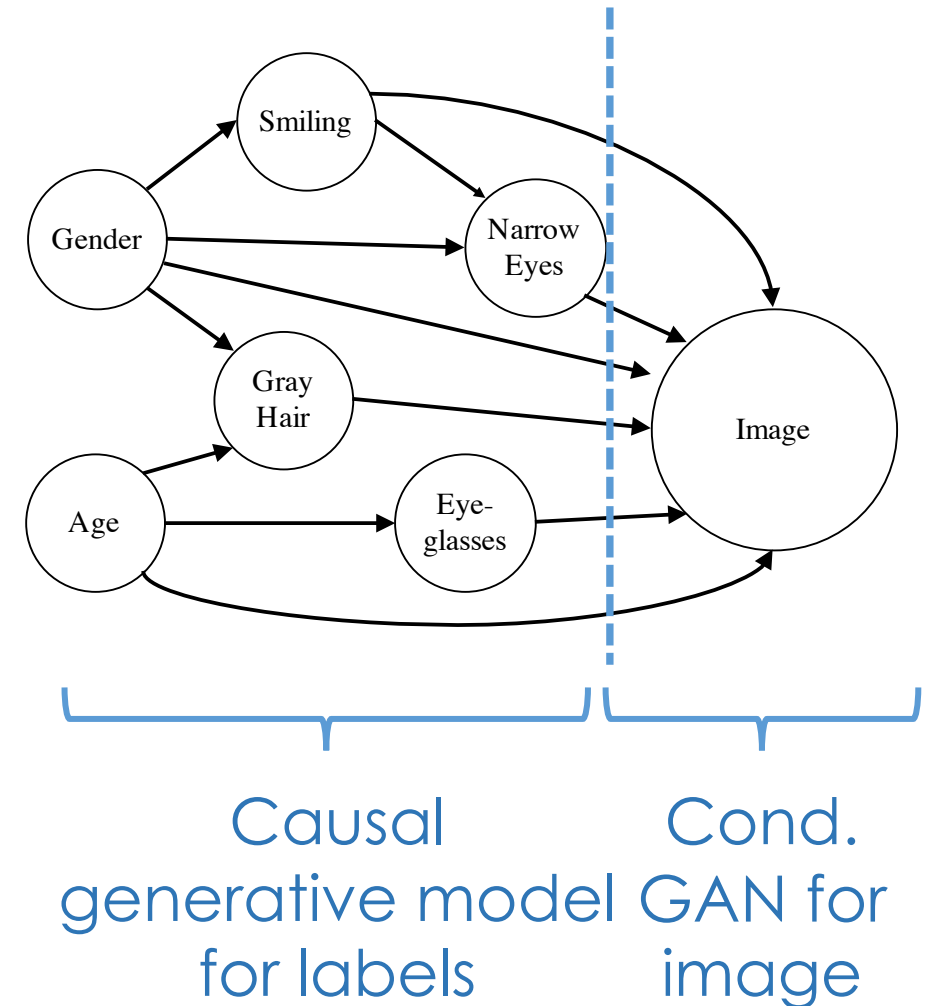 Smiling
Gender
Narrow
Eyes
Gray
Hair
Image
Age
Eye-
glasses
Causal
generative model
for labels
Cond.
GAN for
image